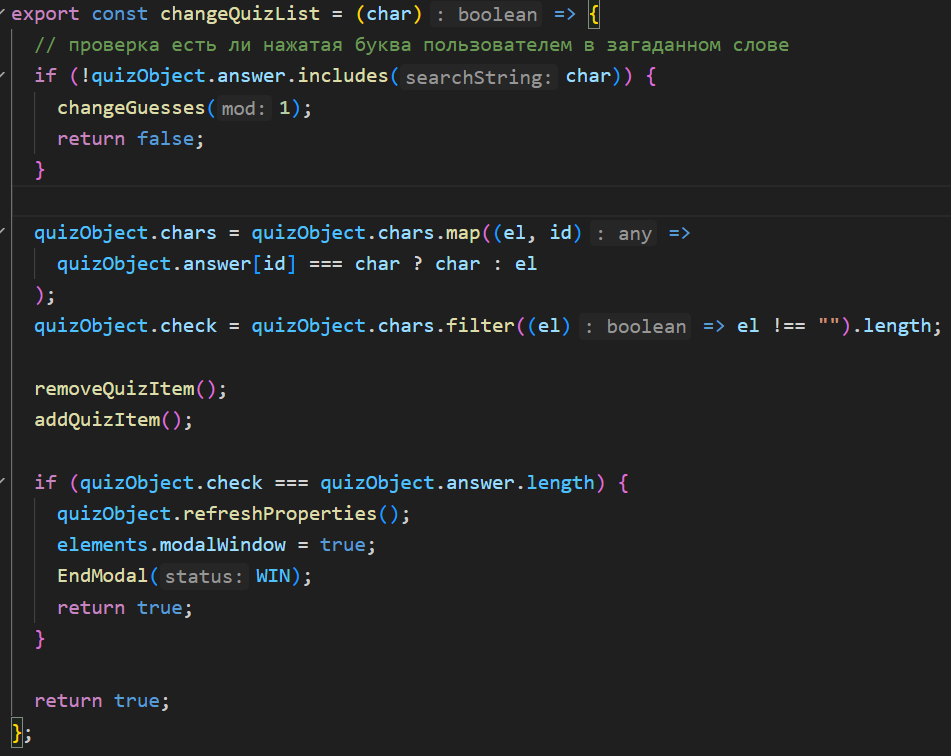 export const changeQuizList = (char) : boolean => {
// проверка есть ли нажатая буква пользователем в загаданном слове
if (!quizObject.answer.includes( searchString: char)) {
changeGuesses( mod: 1);
return false;
}
quizObject.chars = quizObject.chars.map((el, id) : any =>
quizObject.answer[id] === char ? char : el
);
quizObject.check = quizObject.chars.filter((el) : boolean => el !== "").length;
removeQuizItem();
addQuizItem();
if (quizObject.check === quizObject.answer.length) {
quizObject.refreshProperties();
elements.modalWindow = true;
EndModal( status: WIN);
return true;
}
return true;
};